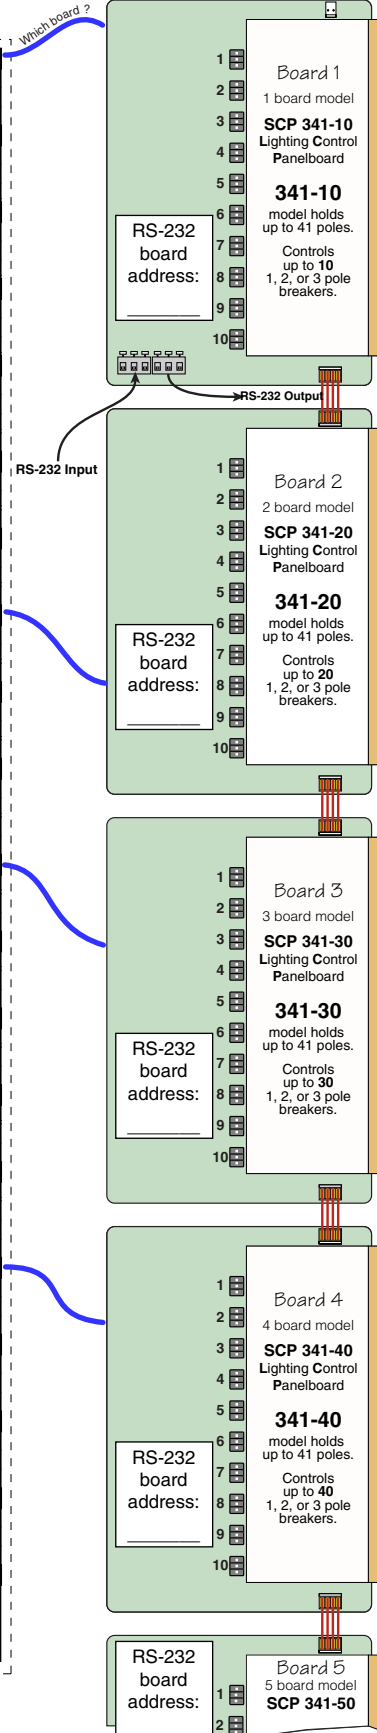 Which board ?
Board 1
1 board model
SCP 341-10
Lighting Control
Panelboard
341-10
model holds
up to 41 poles.
Controls
up to 10
1, 2, or 3 pole
breakers.
1
2
3
4
5
6
7
8
9
10
RS-232
board
address:
RS-232 Output
RS-232 Input
Board 2
2 board model
SCP 341-20
Lighting Control
Panelboard
341-20
model holds
up to 41 poles.
Controls
up to 20
1, 2, or 3 pole
breakers.
1
2
3
4
5
6
7
8
9
10
RS-232
board
address:
Board 3
3 board model
SCP 341-30
Lighting Control
Panelboard
341-30
model holds
up to 41 poles.
Controls
up to 30
1, 2, or 3 pole
breakers.
1
2
3
4
5
6
7
8
9
10
RS-232
board
address:
Board 4
4 board model
SCP 341-40
Lighting Control
Panelboard
341-40
model holds
up to 41 poles.
Controls
up to 40
1, 2, or 3 pole
breakers.
1
2
3
4
5
6
7
8
9
10
RS-232
board
address:
Board 5
5 board model
SCP 341-50
RS-232
board
address:
1
2